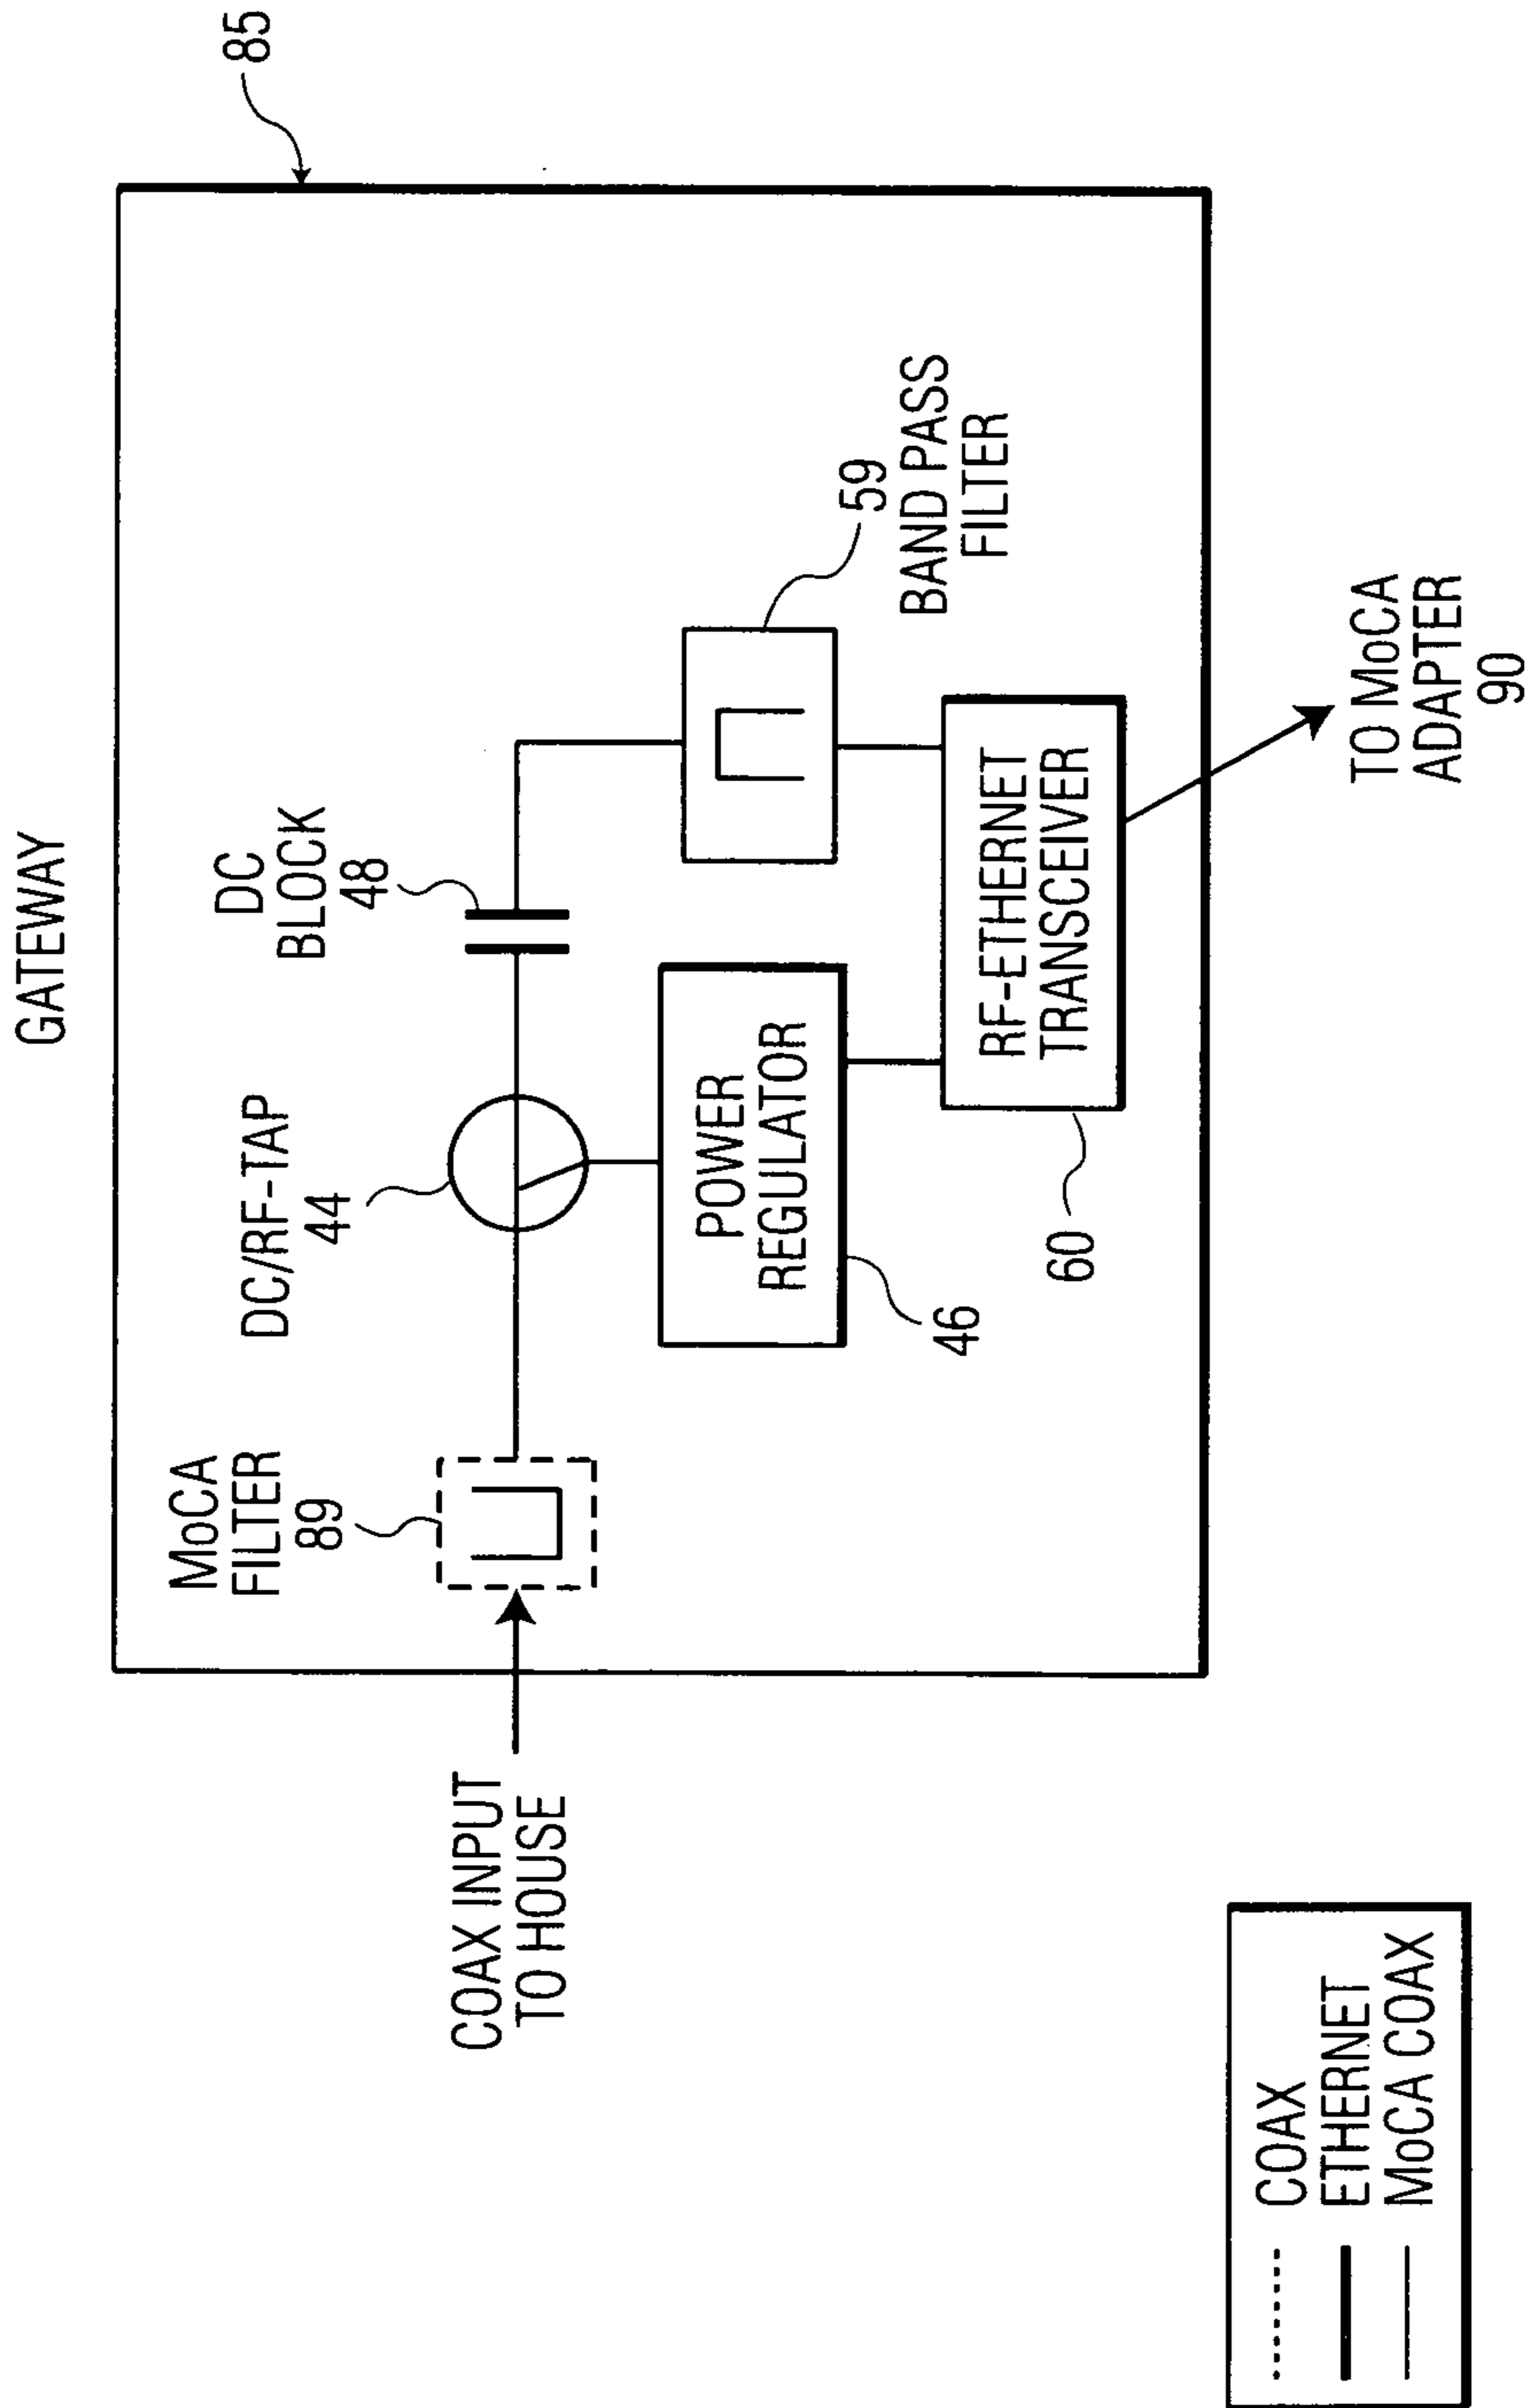 GATEWAY
85
MoCA
FILTER
89
DC/RF-TAP
44
DC
BLOCK
48
COAX INPUT
TO HOUSE
POWER
REGULATOR
46
59
BAND PASS
FILTER
RF-ETHERNET
TRANSCEIVER
60
TO MoCA
ADAPTER
90
COAX
ETHERNET
MoCA COAX